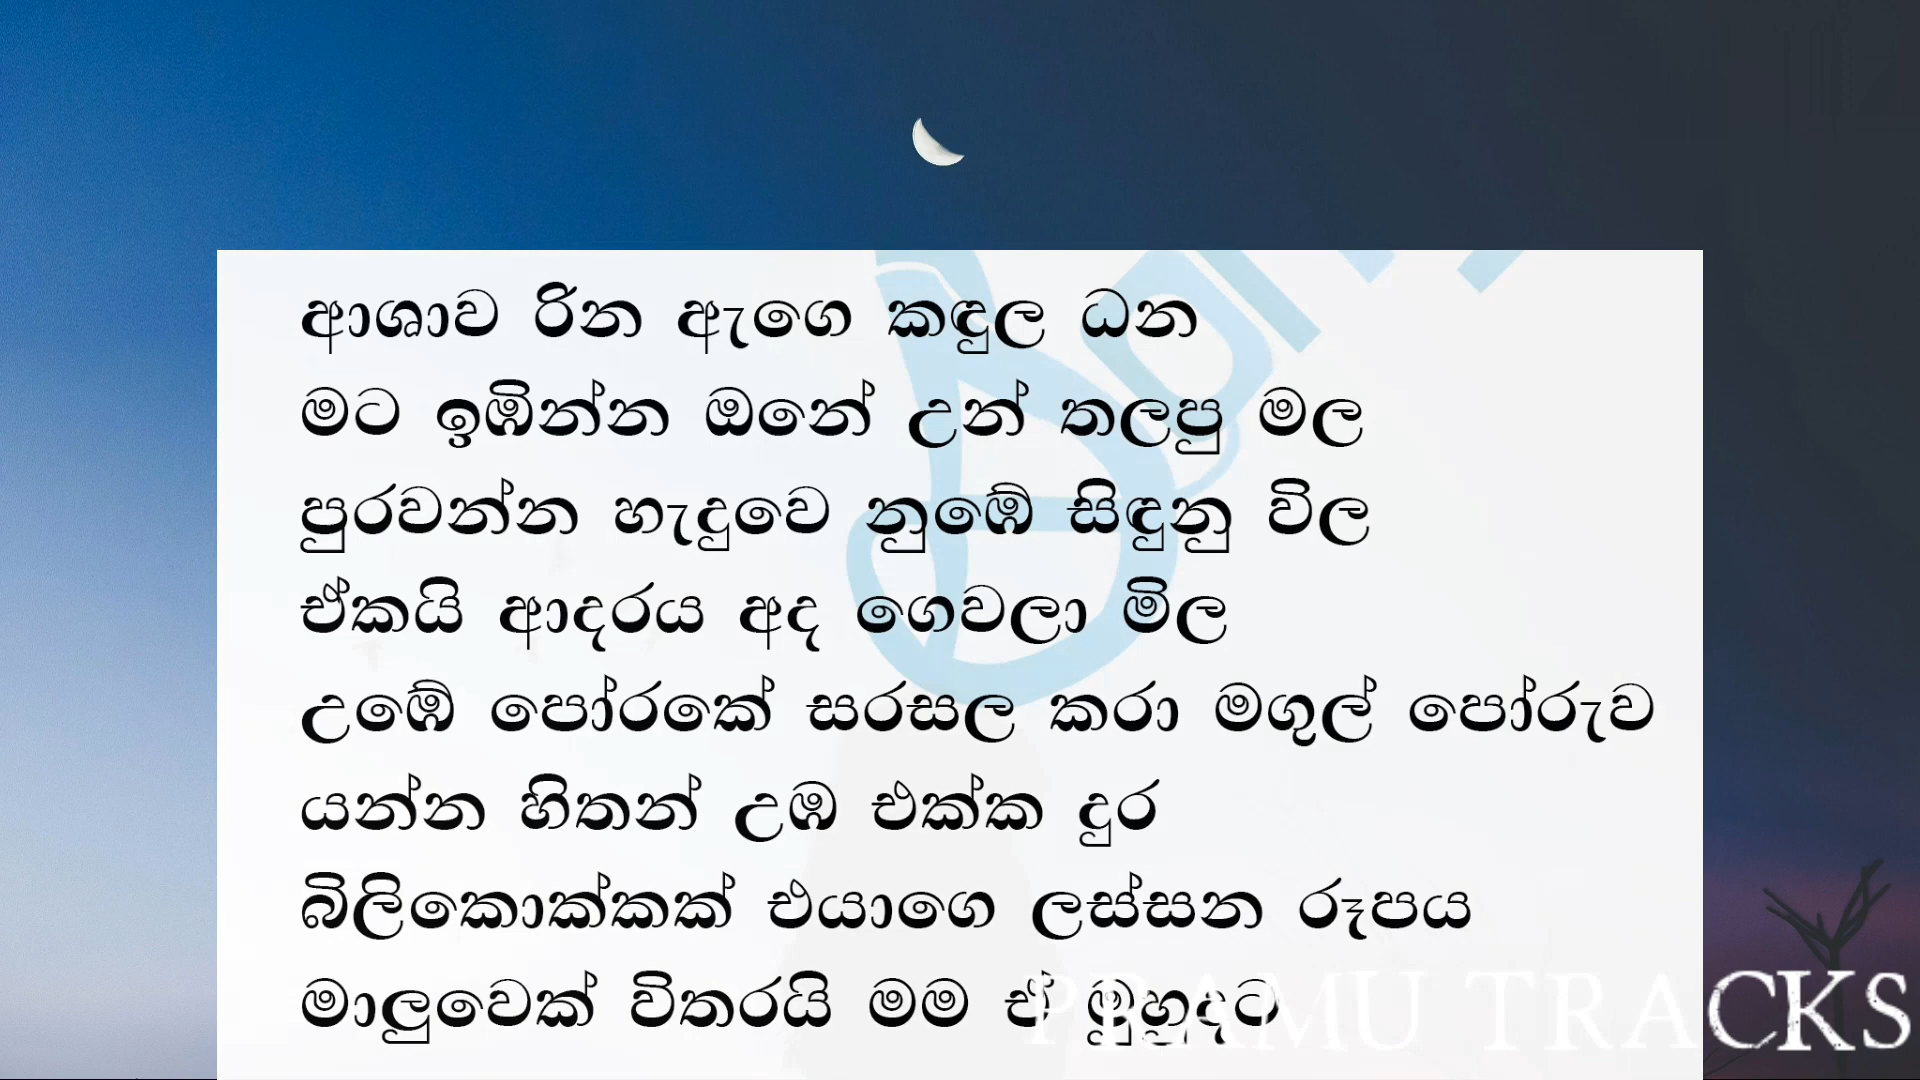 ආශාව රින ඇගෙ කඳුල ධන
මට ඉඹින්න ඔනේ උන් තලපු මල
පුරවන්න හැදුවෙ නුඹේ සිඳුනු විල
ඒකයි ආදරය අද ගෙවලා මිල
උඹේ පෝරකේ සරසල කරා මගුල් පෝරුව
යන්න හිතන් උඹ එක්ක දුර
බිලිකොක්කක් එයාගෙ ලස්සන රූපය
මාලුවෙක් විතරයි මම ඒ මුහුදට
PRAMU TRACKS